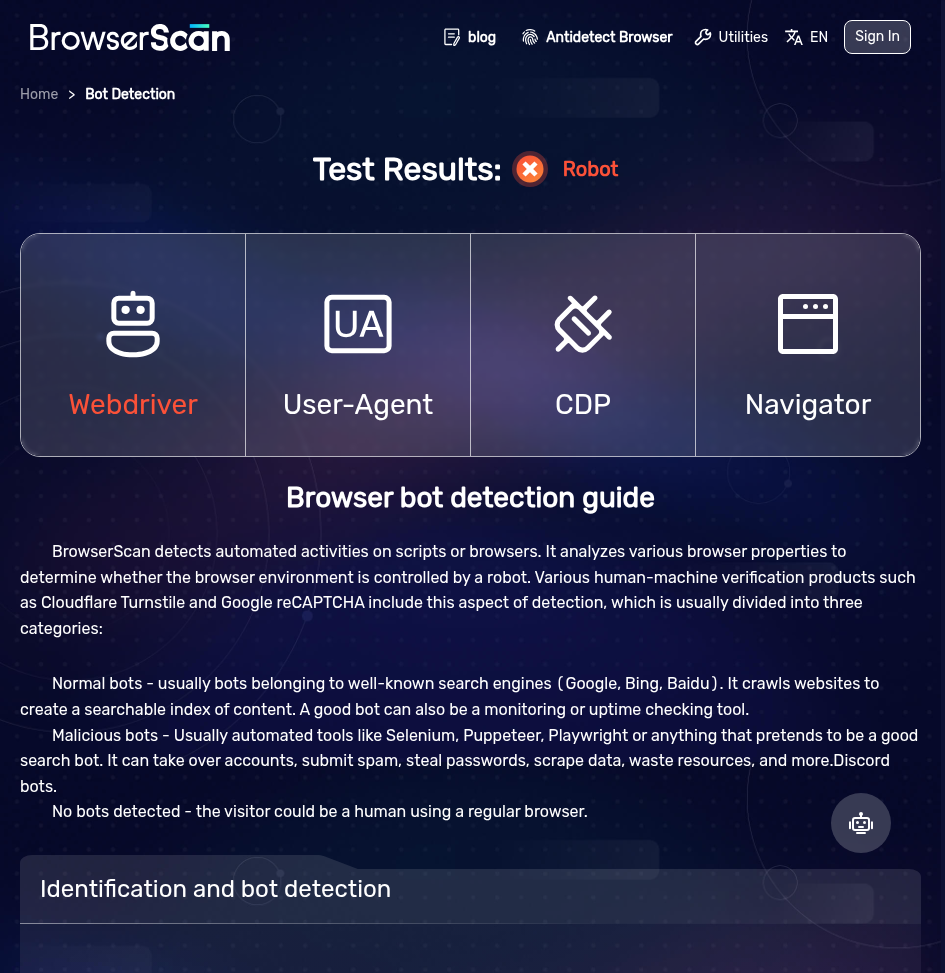 BrowserScan
blog
Antidetect Browser
Utilities
EN
Sign In
Home > Bot Detection
Test Results: Robot
UA
Webdriver
User-Agent
CDP
Navigator
Browser bot detection guide
BrowserScan detects automated activities on scripts or browsers. It analyzes various browser properties to
determine whether the browser environment is controlled by a robot. Various human-machine verification products such
as Cloudflare Turnstile and Google reCAPTCHA include this aspect of detection, which is usually divided into three
categories:
Normal bots - usually bots belonging to well-known search engines (Google, Bing, Baidu). It crawls websites to
create a searchable index of content. A good bot can also be a monitoring or uptime checking tool.
Malicious bots - Usually automated tools like Selenium, Puppeteer, Playwright or anything that pretends to be a good
search bot. It can take over accounts, submit spam, steal passwords, scrape data, waste resources, and more.Discord
bots.
No bots detected - the visitor could be a human using a regular browser.
Identification and bot detection